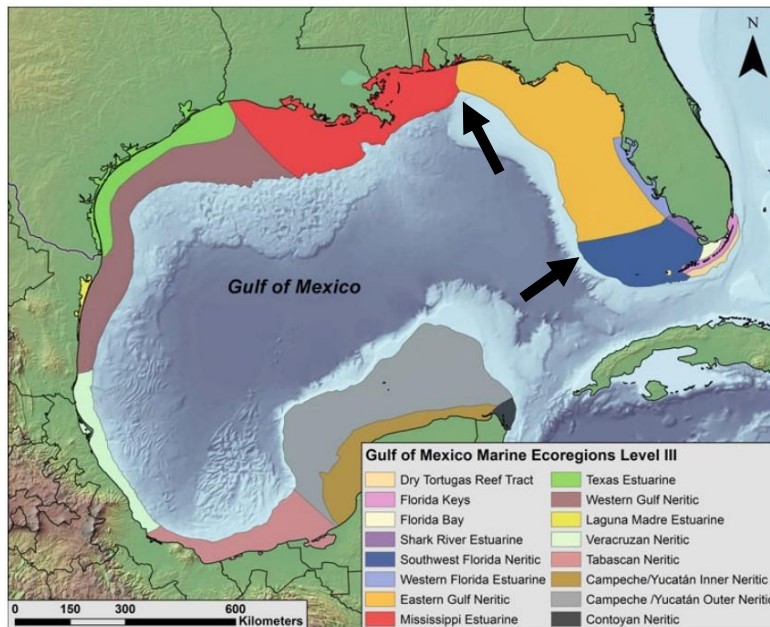 N
Gulf of Mexico
Gulf of Mexico Marine Ecoregions Level III
Dry Tortugas Reef Tract
Florida Keys
Florida Bay
Shark River Estuarine
Southwest Florida Neritic
Western Florida Estuarine
Eastern Gulf Neritic
Mississippi Estuarine
Texas Estuarine
Western Gulf Neritic
Laguna Madre Estuarine
Veracruzan Neritic
Tabascan Neritic
Campeche/Yucatán Inner Neritic
Campeche /Yucatán Outer Neritic
Contoyan Neritic
0 150 300 600
Kilometers